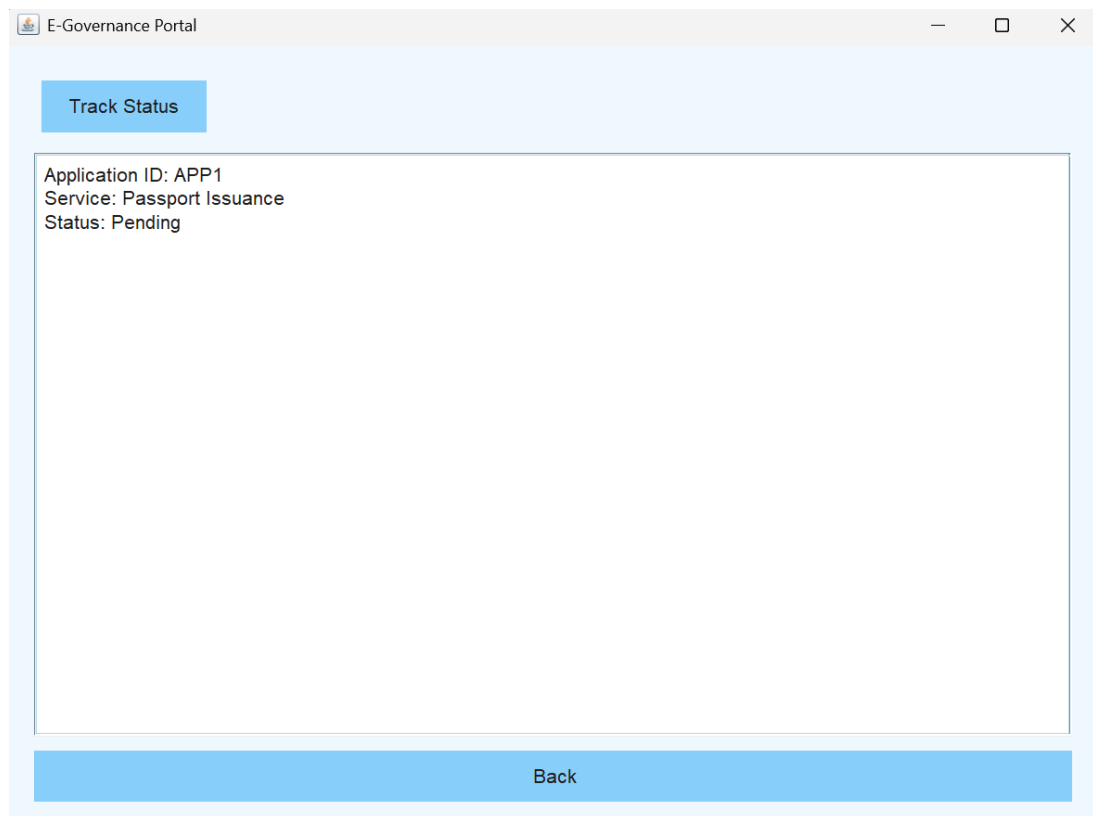 E-Governance Portal
Track Status
Application ID: APP1
Service: Passport Issuance
Status: Pending
Back